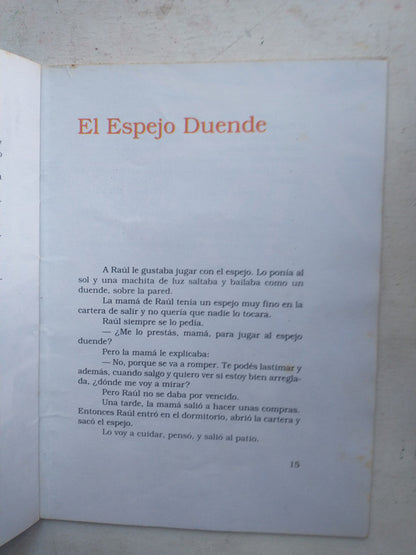 El Espejo Duende
A Raúl le gustaba jugar con el espejo. Lo ponía al
sol y una machita de luz saltaba y bailaba como un
duende, sobre la pared.
La mamá de Raúl tenía un espejo muy fino en la
cartera de salir y no quería que nadie lo tocara.
Raúl siempre se lo pedía.
— ¿Me lo prestás, mamá, para jugar al espejo
duende?
Pero la mamá le explicaba:
— No, porque se va a romper. Te podés lastimar y
además, cuando salgo y quiero ver si estoy bien arregla-
da, ¿dónde me voy a mirar?
Pero Raúl no se daba por vencido.
Una tarde, la mamá salió a hacer unas compras.
Entonces Raúl entró en el dormitorio, abrió la cartera y
sacó el espejo.
Lo voy a cuidar, pensó, y salió al patio.
15